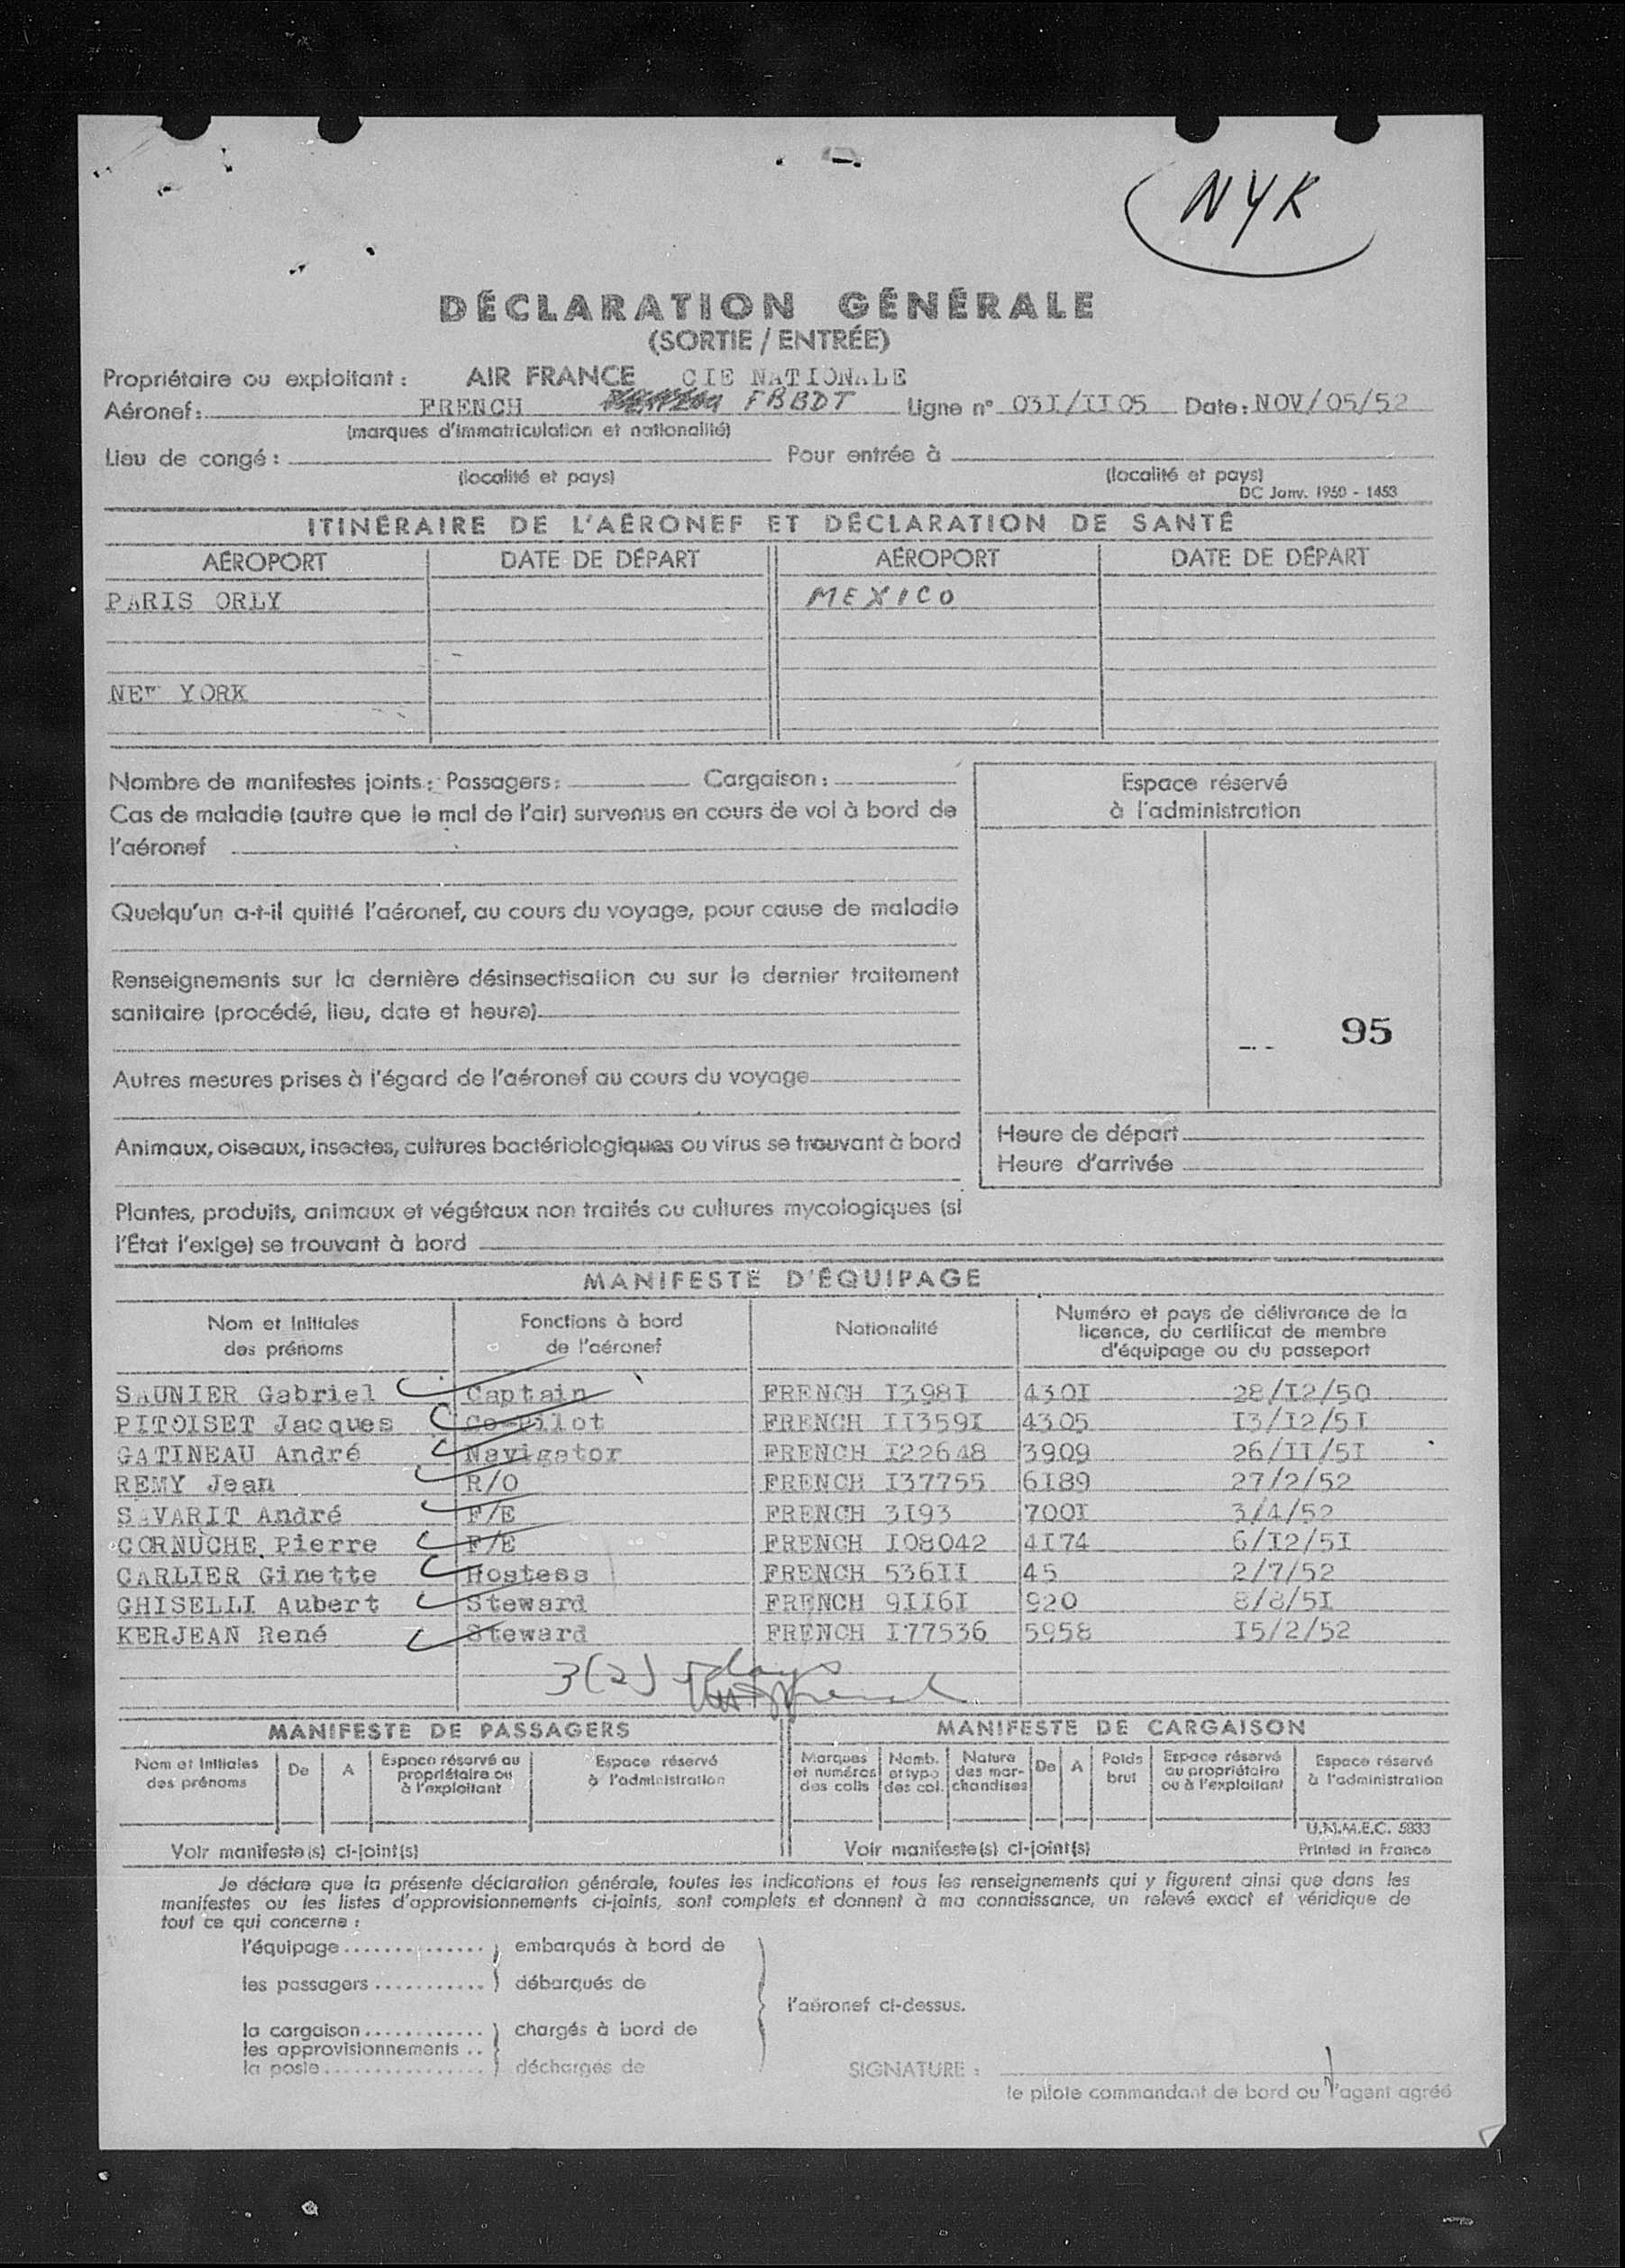 NYK
DÉCLARATION GÉNÉRALE
(SORTIE / ENTRÉE)
Propriétaire ou exploitant : AIR FRANCE CIE NATIONALE
Aéronef: FRENCH FBBDT Ligne n° 03I/II05 Date: NOV/05/52
(marques d'immatriculation et nationalité)
Lieu de congé : Pour entrée à
(localité et pays) (localité et pays)
DC Janv. 1950 - 1453
ITINÉRAIRE DE L'AÉRONEF ET DÉCLARATION DE SANTÉ
AÉROPORT DATE DE DÉPART AÉROPORT DATE DE DÉPART
PARIS ORLY MEXICO
NEW YORK
Nombre de manifestes joints : Passagers: Cargaison :
Cas de maladie (autre que le mal de l'air) survenus en cours de vol à bord de
l'aéronef
Quelqu'un a-t-il quitté l'aéronef, au cours du voyage, pour cause de maladie
Renseignements sur la dernière désinsectisation ou sur le dernier traitement
sanitaire (procédé, lieu, date et heure)
Autres mesures prises à l'égard de l'aéronef au cours du voyage
Animaux, oiseaux, insectes, cultures bactériologiques ou virus se trouvant à bord
Plantes, produits, animaux et végétaux non traités ou cultures mycologiques (si
l'État l'exige) se trouvant à bord
Espace réservé
à l'administration
95
Heure de départ
Heure d'arrivée
MANIFESTE D'ÉQUIPAGE
Nom et Initiales
des prénoms
Fonctions à bord
de l'aéronef
Nationalité
Numéro et pays de délivrance de la
licence, du certificat de membre
d'équipage ou du passeport
SAUNIER Gabriel Captain FRENCH I398I 430I 28/I2/50
PITOISET Jacques Co-Pilot FRENCH II359I 4305 I3/I2/5I
GATINEAU André Navigator FRENCH I22648 3909 26/II/5I
REMY Jean R/O FRENCH I37755 6I89 27/2/52
SAVARIT André F/E FRENCH 3I93 700I 3/4/52
CORNUCHE Pierre F/E FRENCH I08042 4I74 6/I2/5I
CARLIER Ginette Hostess FRENCH 536II 45 2/7/52
GHISELLI Aubert Steward FRENCH 9II6I 920 8/8/5I
KERJEAN René Steward FRENCH I77536 5958 I5/2/52
3(2) days
MANIFESTE DE PASSAGERS
Nom et Initiales
des prénoms
De
A
Espace réservé au
propriétaire ou
à l'exploitant
Espace réservé
à l'administration
Voir manifeste(s) ci-joint(s)
MANIFESTE DE CARGAISON
Marques
et numéros
des colis
Nomb.
et typo
des col.
Nature
des mar-
chandises
De
A
Poids
brut
Espace réservé
au propriétaire
ou à l'exploitant
Espace réservé
à l'administration
U.N.M.E.C. 5833
Voir manifeste(s) ci-joint(s) Printed in France
Je déclare que la présente déclaration générale, toutes les indications et tous les renseignements qui y figurent ainsi que dans les
manifestes ou les listes d'approvisionnements ci-joints, sont complets et donnent à ma connaissance, un relevé exact et véridique de
tout ce qui concerne :
l'équipage .............. ) embarqués à bord de
les passagers ........... ) débarqués de
l'aéronef ci-dessus.
la cargaison ............ ) chargés à bord de
les approvisionnements ..
la poste ................ ) déchargés de
SIGNATURE :
le pilote commandant de bord ou l'agent agréé